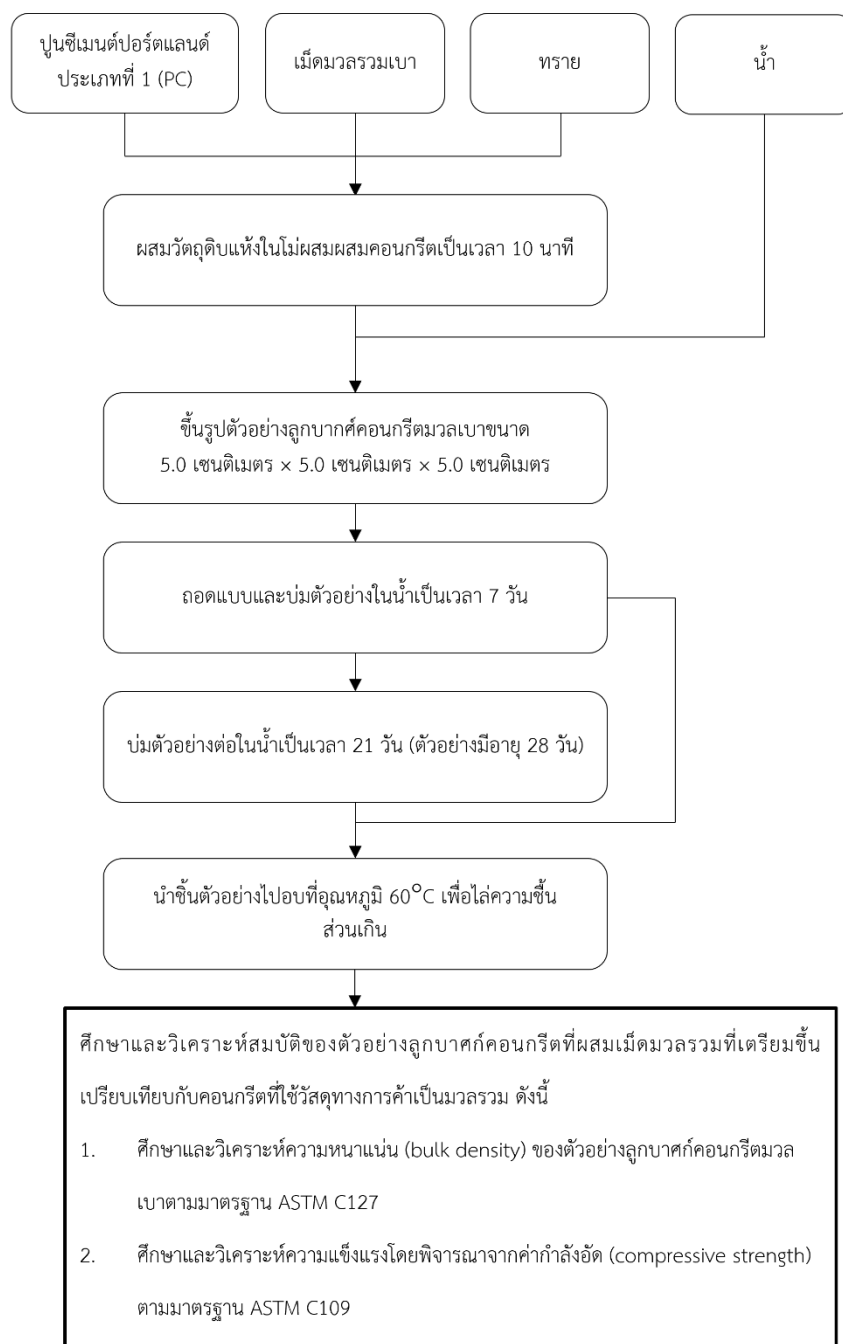 ปูนซีเมนต์ปอร์ตแลนด์
ประเภทที่ 1 (PC)
เม็ดมวลรวมเบา
ทราย
น้ำ
ผสมวัตถุดิบแห้งในโม่ผสมผสมคอนกรีตเป็นเวลา 10 นาที
ขึ้นรูปตัวอย่างลูกบากศ์คอนกรีตมวลเบาขนาด
5.0 เซนติเมตร × 5.0 เซนติเมตร × 5.0 เซนติเมตร
ถอดแบบและบ่มตัวอย่างในน้ำเป็นเวลา 7 วัน
บ่มตัวอย่างต่อในน้ำเป็นเวลา 21 วัน (ตัวอย่างมีอายุ 28 วัน)
นำชิ้นตัวอย่างไปอบที่อุณหภูมิ 60°C เพื่อไล่ความชื้น
ส่วนเกิน
ศึกษาและวิเคราะห์สมบัติของตัวอย่างลูกบาศก์คอนกรีตที่ผสมเม็ดมวลรวมที่เตรียมขึ้น
เปรียบเทียบกับคอนกรีตที่ใช้วัสดุทางการค้าเป็นมวลรวม ดังนี้
1. ศึกษาและวิเคราะห์ความหนาแน่น (bulk density) ของตัวอย่างลูกบาศก์คอนกรีตมวล
เบาตามมาตรฐาน ASTM C127
2. ศึกษาและวิเคราะห์ความแข็งแรงโดยพิจารณาจากค่ากำลังอัด (compressive strength)
ตามมาตรฐาน ASTM C109